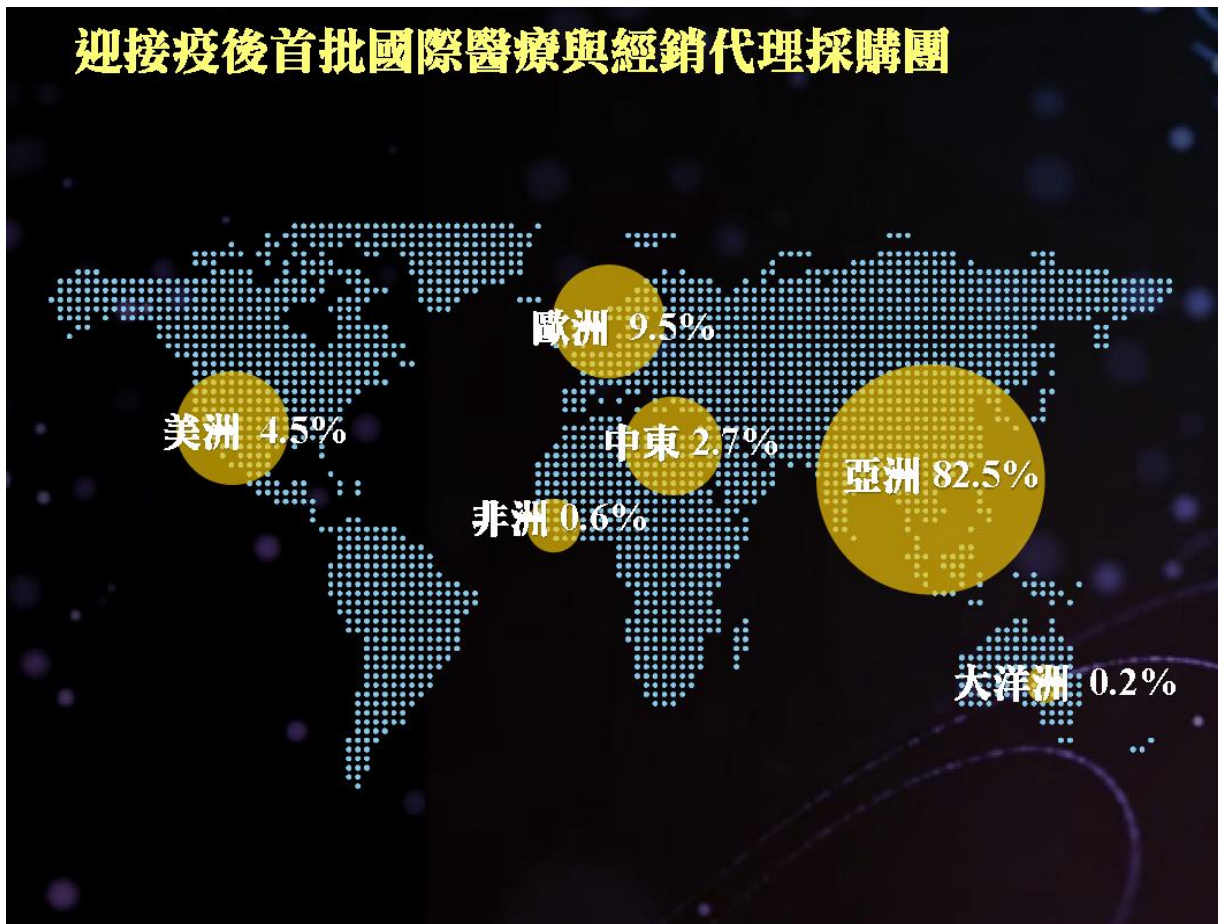 迎接疫後首批國際醫療與經銷代理採購團
歐洲 9.5%
美洲 4.5%
中東 2.7%
亞洲 82.5%
非洲 0.6%
大洋洲 0.2%